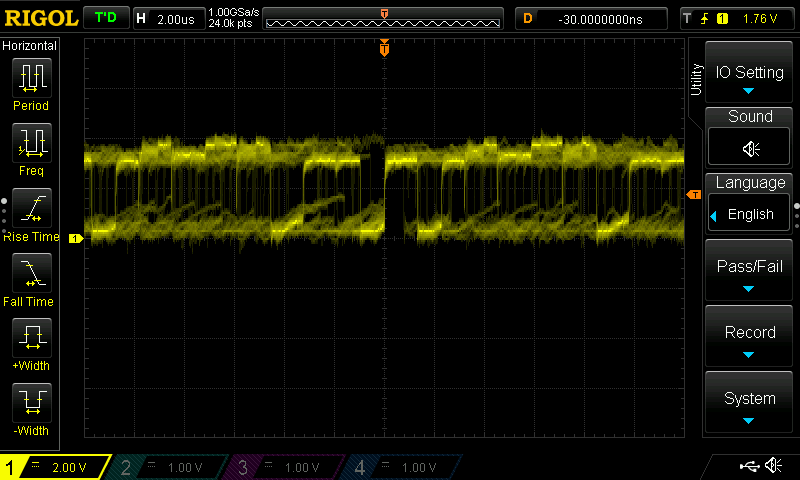 RIGOL T'D H 2.00us 1.00GSa/s 24.0k pts T D -30.0000000ns T 1 1.76 V
Horizontal
Period
Freq
Rise Time
Fall Time
+Width
-Width
T
T
1
Utility
IO Setting
Sound
Language
English
Pass/Fail
Record
System
1 2.00 V 2 1.00 V 3 1.00 V 4 1.00 V